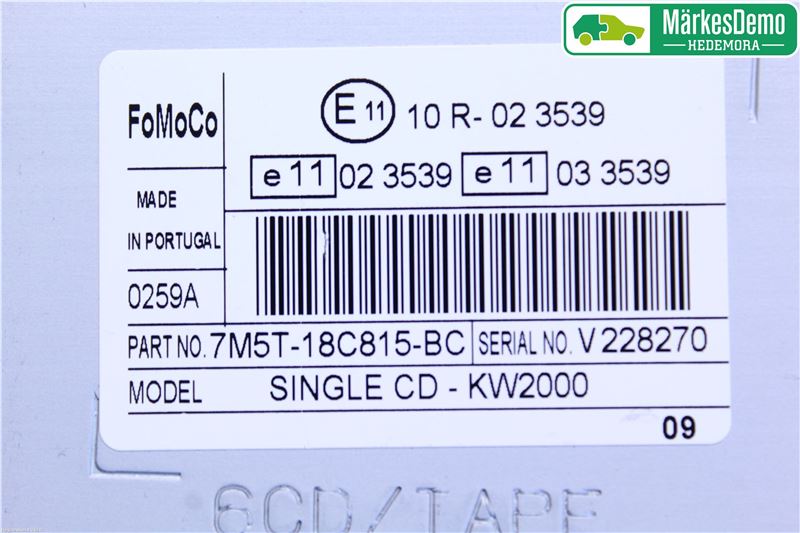 MärkesDemo
HEDEMORA
FoMoCo
E 11 10 R- 02 3539
e 11 02 3539 e 11 03 3539
MADE
IN PORTUGAL
0259A
PART NO. 7M5T-18C815-BC SERIAL NO. V 228270
MODEL SINGLE CD - KW2000
09
6CD/TAPE